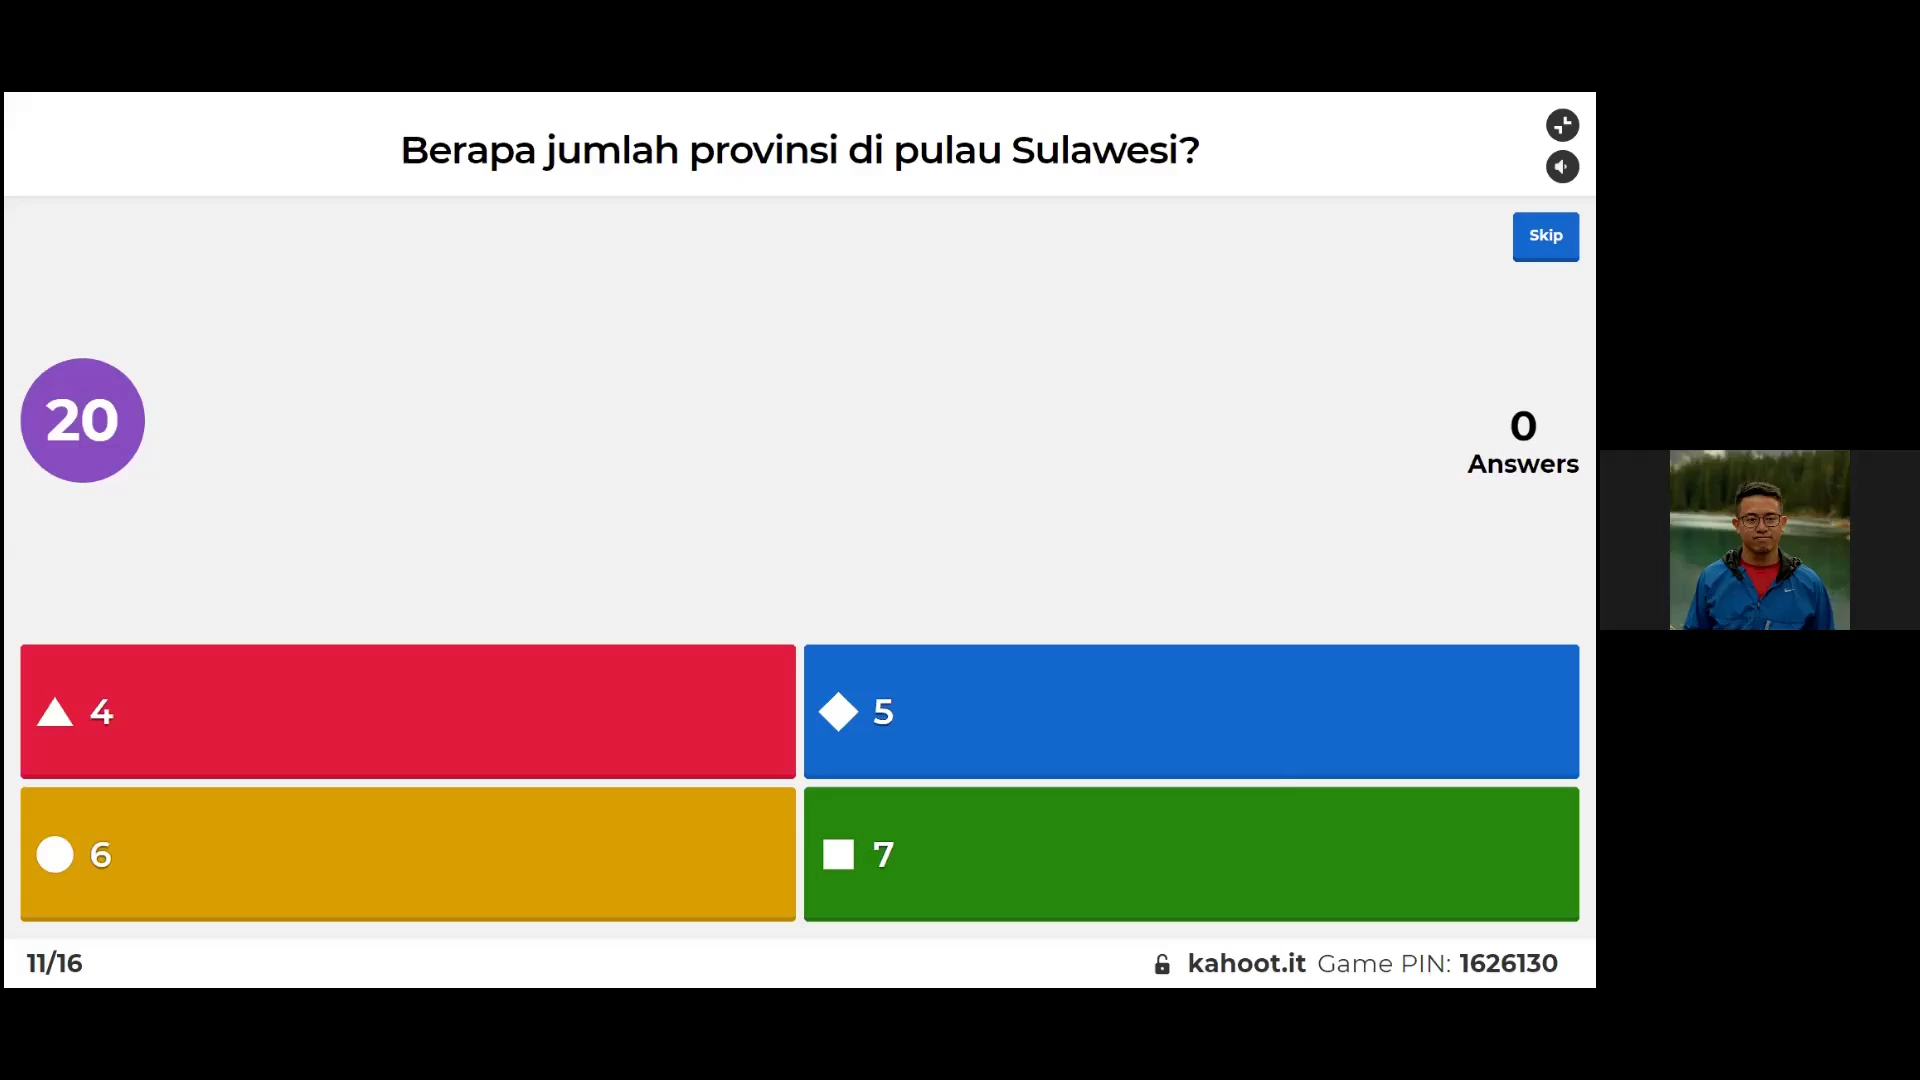 Berapa jumlah provinsi di pulau Sulawesi?
Skip
20
0
Answers
4
5
6
7
11/16
kahoot.it Game PIN: 1626130